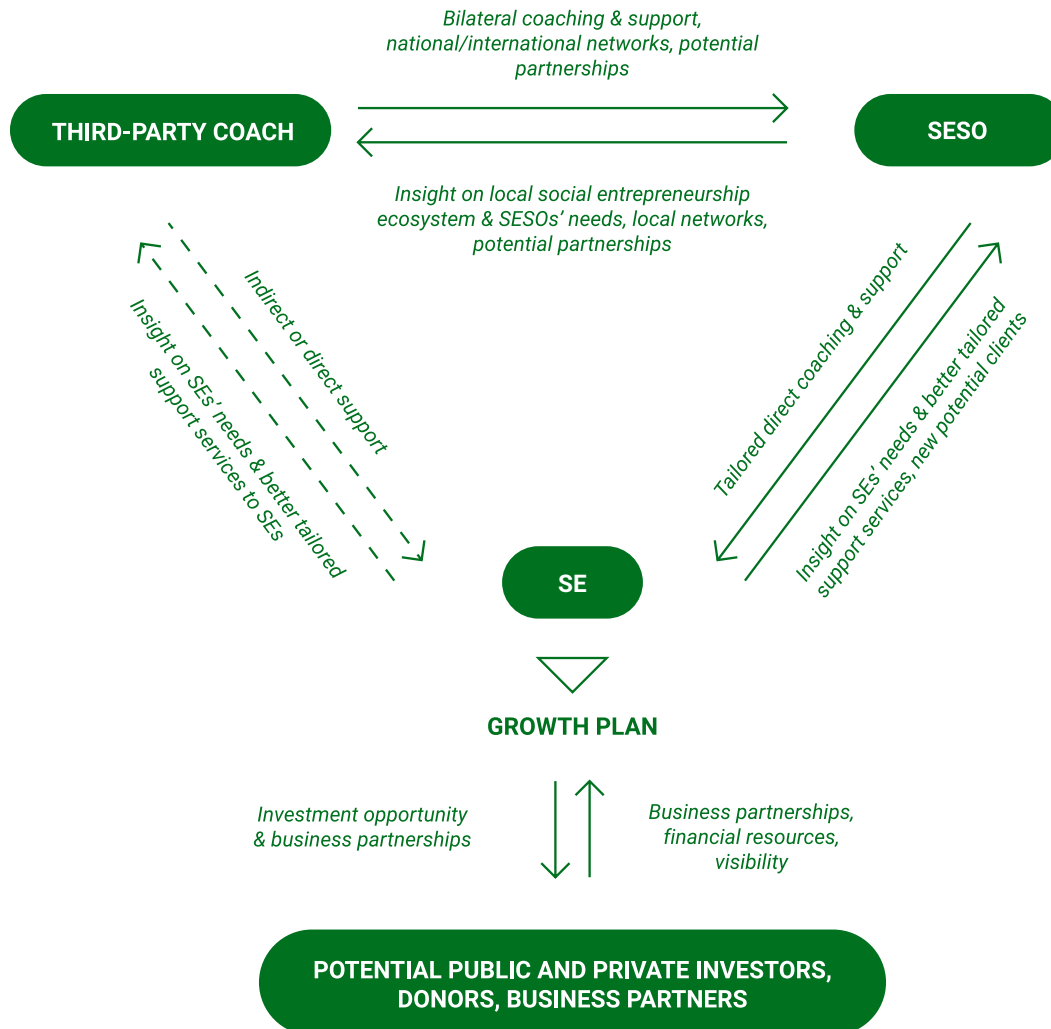 Bilateral coaching & support,
national/international networks, potential
partnerships
THIRD-PARTY COACH
SESO
Insight on local social entrepreneurship
ecosystem & SESOs’ needs, local networks,
potential partnerships
Indirect or direct support
Insight on SEs’ needs & better tailored
support services to SEs
Tailored direct coaching & support
Insight on SEs’ needs & better tailored
support services, new potential clients
SE
GROWTH PLAN
Investment opportunity
& business partnerships
Business partnerships,
financial resources,
visibility
POTENTIAL PUBLIC AND PRIVATE INVESTORS,
DONORS, BUSINESS PARTNERS